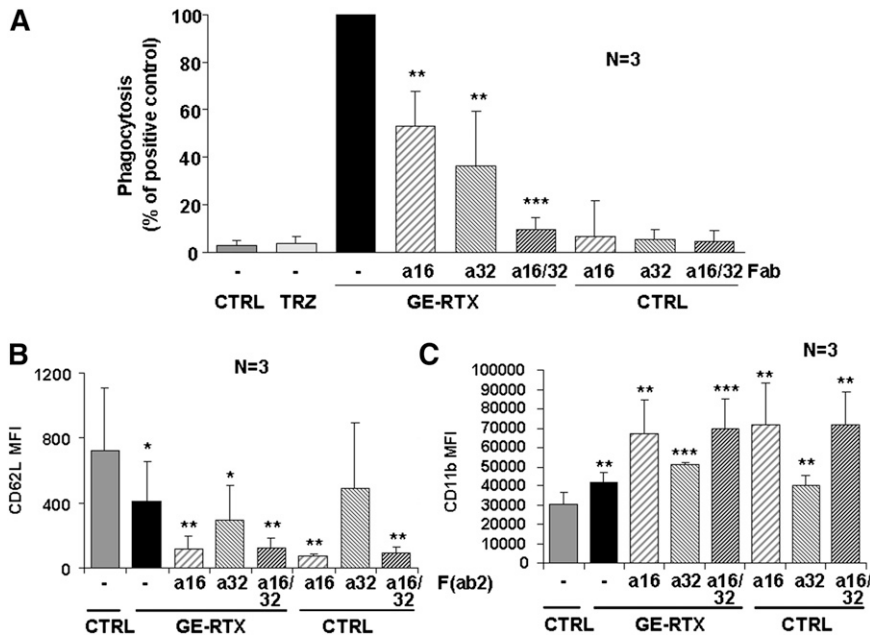 A
Phagocytosis
(% of positive control)
100
80
60
40
20
0
N=3
**
**
***
- - - a16 a32 a16/32 a16 a32 a16/32 Fab
CTRL TRZ GE-RTX CTRL
B
CD62L MFI
1200
800
400
0
N=3
*
**
*
**
**
**
- - a16 a32 a16/32 a16 a32 a16/32 F(ab2)
CTRL GE-RTX CTRL
C
CD11b MFI
100000
90000
80000
70000
60000
50000
40000
30000
20000
10000
0
N=3
**
**
***
***
**
**
**
- - a16 a32 a16/32 a16 a32 a16/32
CTRL GE-RTX CTRL